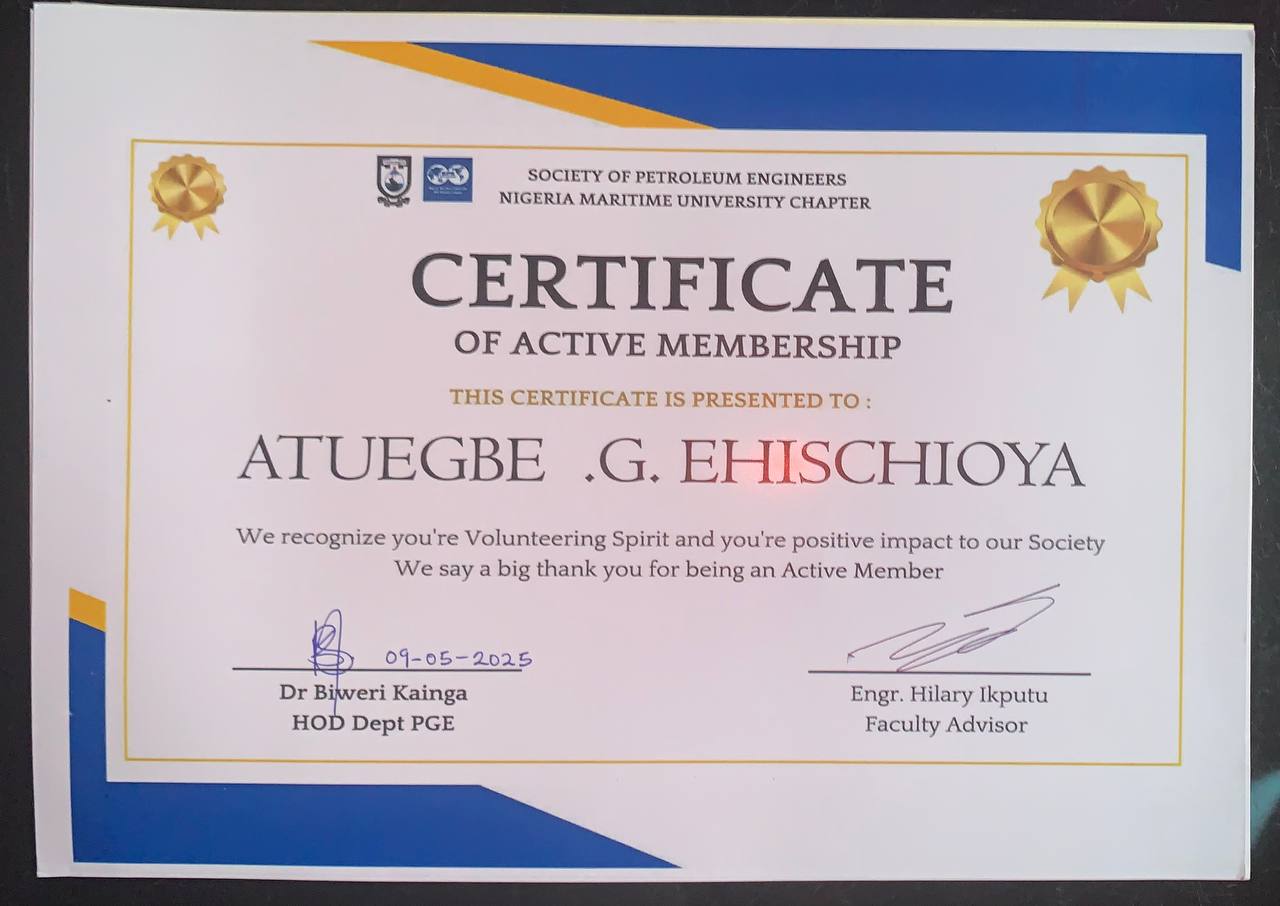 SOCIETY OF PETROLEUM ENGINEERS
NIGERIA MARITIME UNIVERSITY CHAPTER
CERTIFICATE
OF ACTIVE MEMBERSHIP
THIS CERTIFICATE IS PRESENTED TO :
ATUEGBE .G. EHISCHIOYA
We recognize you're Volunteering Spirit and you're positive impact to our Society
We say a big thank you for being an Active Member
09-05-2025
Dr Biweri Kainga
HOD Dept PGE
Engr. Hilary Ikputu
Faculty Advisor